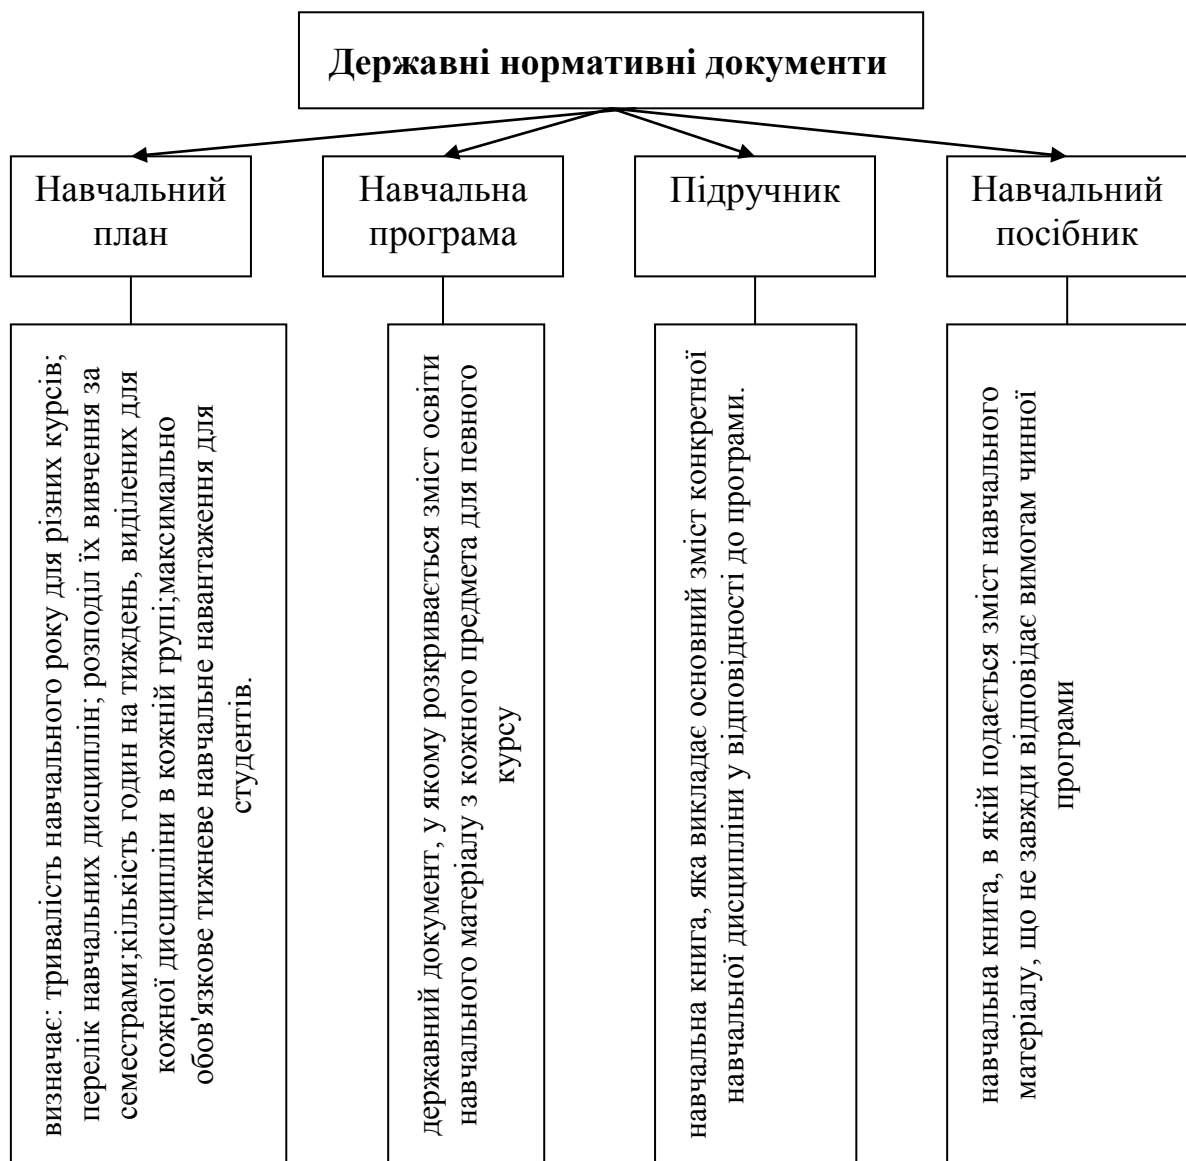 Державні нормативні документи
Навчальний
план
Навчальна
програма
Підручник
Навчальний
посібник
визначає: тривалість навчального року для різних курсів;
перелік навчальних дисциплін; розподіл їх вивчення за
семестрами;кількість годин на тиждень, виділених для
кожної дисципліни в кожній групі;максимально
обов'язкове тижневе навчальне навантаження для
студентів.
державний документ, у якому розкривається зміст освіти
навчального матеріалу з кожного предмета для певного
курсу
навчальна книга, яка викладає основний зміст конкретної
навчальної дисципліни у відповідності до програми.
навчальна книга, в якій подається зміст навчального
матеріалу, що не завжди відповідає вимогам чинної
програми